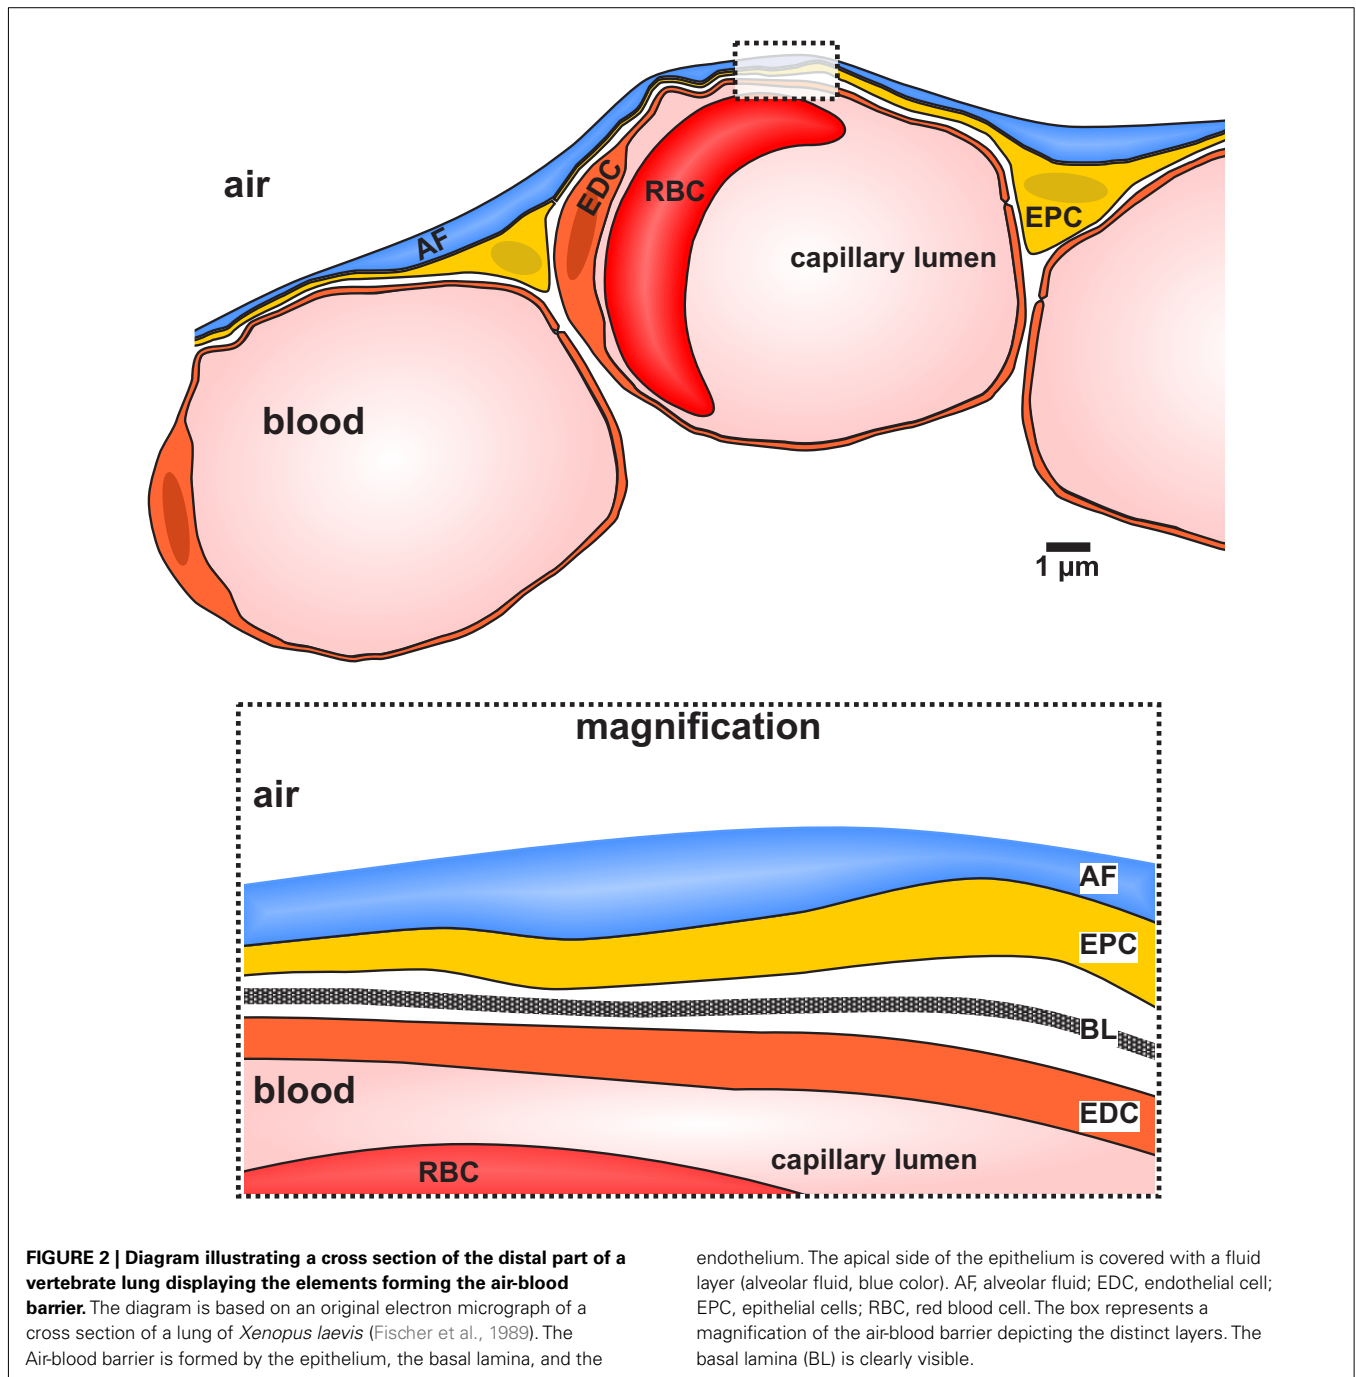 air
AF
EDC
RBC
EPC
capillary lumen
blood
1 µm
magnification
air
AF
EPC
BL
blood
EDC
capillary lumen
RBC
FIGURE 2 | Diagram illustrating a cross section of the distal part of a
vertebrate lung displaying the elements forming the air-blood
barrier. The diagram is based on an original electron micrograph of a
cross section of a lung of Xenopus laevis (Fischer et al., 1989). The
Air-blood barrier is formed by the epithelium, the basal lamina, and the
endothelium. The apical side of the epithelium is covered with a fluid
layer (alveolar fluid, blue color). AF, alveolar fluid; EDC, endothelial cell;
EPC, epithelial cells; RBC, red blood cell. The box represents a
magnification of the air-blood barrier depicting the distinct layers. The
basal lamina (BL) is clearly visible.